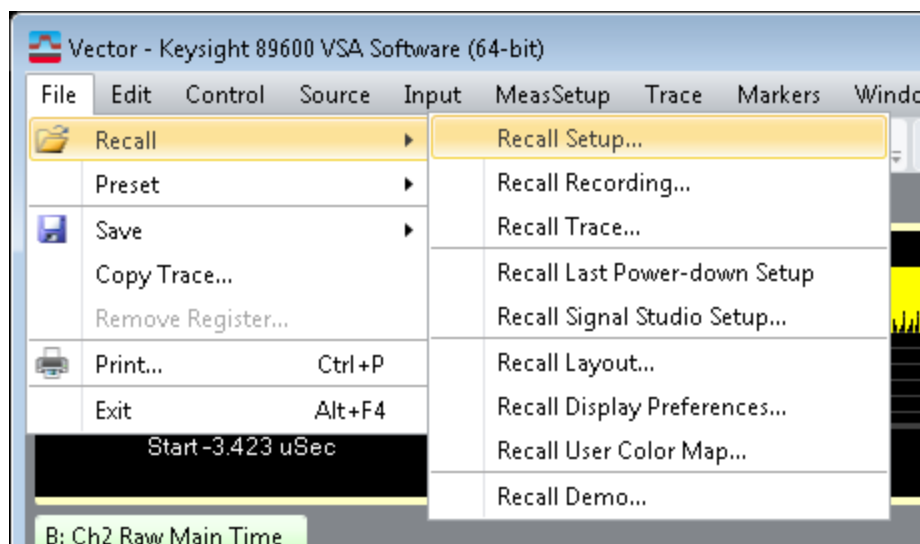 Vector - Keysight 89600 VSA Software (64-bit)
File Edit Control Source Input MeasSetup Trace Markers Windo
Recall
Preset
Save
Copy Trace...
Remove Register...
Print... Ctrl+P
Exit Alt+F4
Recall Setup...
Recall Recording...
Recall Trace...
Recall Last Power-down Setup
Recall Signal Studio Setup...
Recall Layout...
Recall Display Preferences...
Recall User Color Map...
Recall Demo...
Start -3.423 uSec
B: Ch2 Raw Main Time